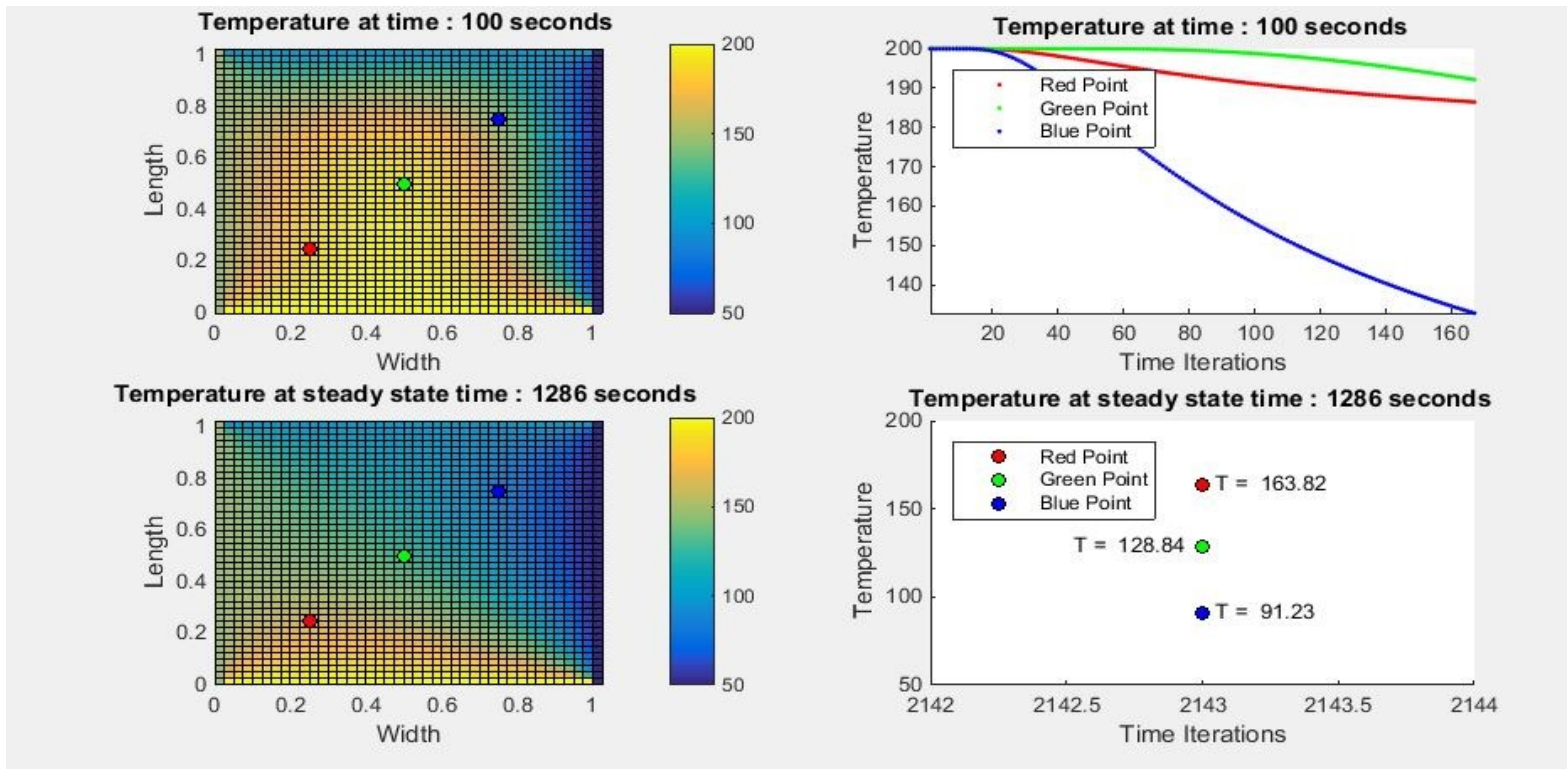 Temperature at time : 100 seconds
1
0.8
0.6
0.4
0.2
0
Length
0 0.2 0.4 0.6 0.8 1
Width
200
150
100
50
Temperature at time : 100 seconds
200
190
180
170
160
150
140
Temperature
Red Point
Green Point
Blue Point
20 40 60 80 100 120 140 160
Time Iterations
Temperature at steady state time : 1286 seconds
1
0.8
0.6
0.4
0.2
0
Length
0 0.2 0.4 0.6 0.8 1
Width
200
150
100
50
Temperature at steady state time : 1286 seconds
200
150
100
50
Temperature
Red Point
Green Point
Blue Point
T = 163.82
T = 128.84
T = 91.23
2142 2142.5 2143 2143.5 2144
Time Iterations